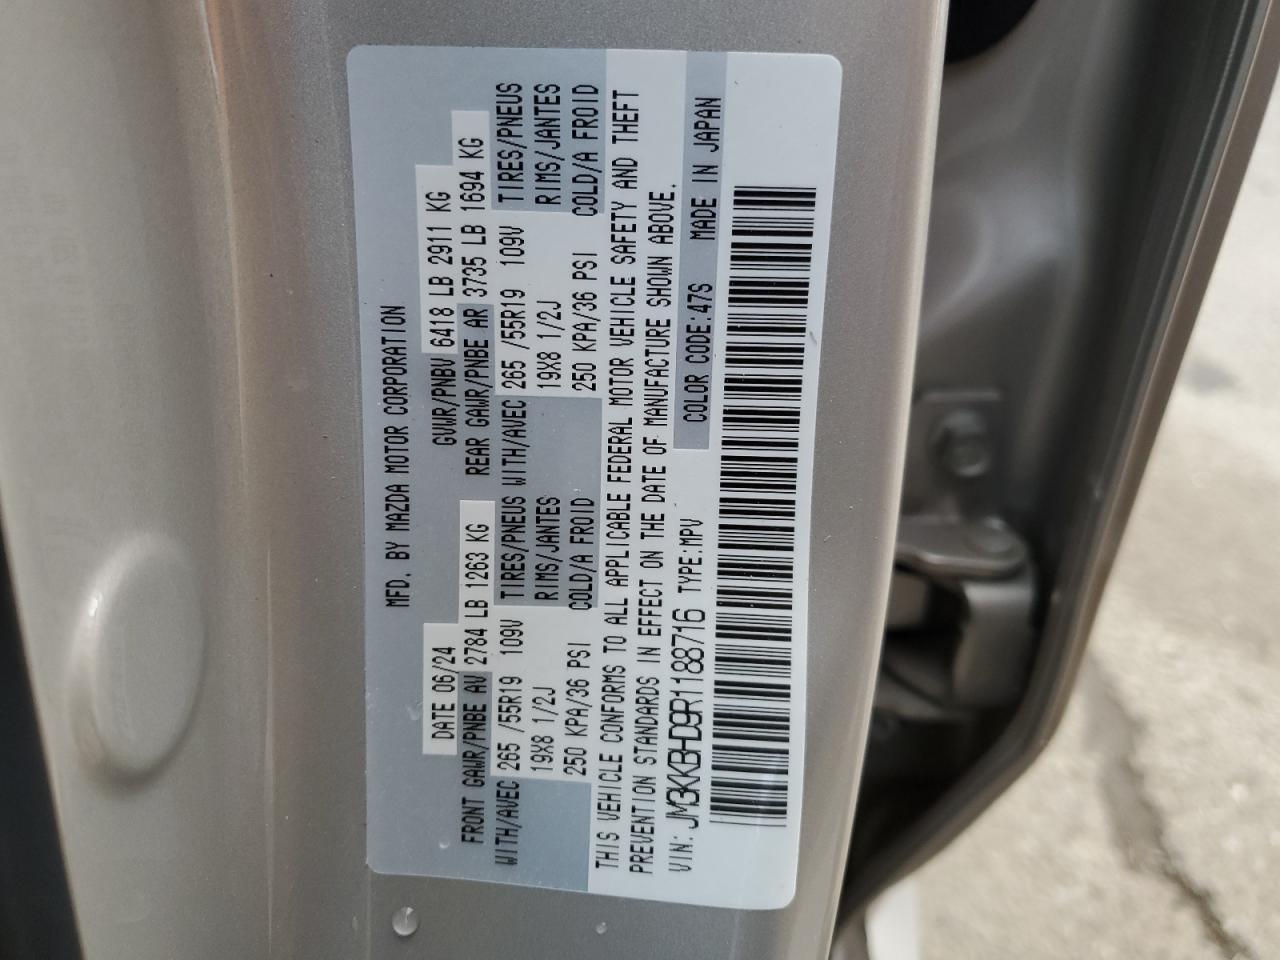 MFD. BY MAZDA MOTOR CORPORATION
DATE 06/24 GVWR/PNBV 6418 LB 2911 KG
FRONT GAWR/PNBE AV 2784 LB 1263 KG REAR GAWR/PNBE AR 3735 LB 1694 KG
WITH/AVEC 265 /55R19 109V TIRES/PNEUS WITH/AVEC 265 /55R19 109V TIRES/PNEUS
19X8 1/2J RIMS/JANTES 19X8 1/2J RIMS/JANTES
250 KPA/36 PSI COLD/A FROID 250 KPA/36 PSI COLD/A FROID
THIS VEHICLE CONFORMS TO ALL APPLICABLE FEDERAL MOTOR VEHICLE SAFETY AND THEFT
PREVENTION STANDARDS IN EFFECT ON THE DATE OF MANUFACTURE SHOWN ABOVE.
VIN: JM3KKBHD9R1188716 TYPE:MPV COLOR CODE:47S MADE IN JAPAN